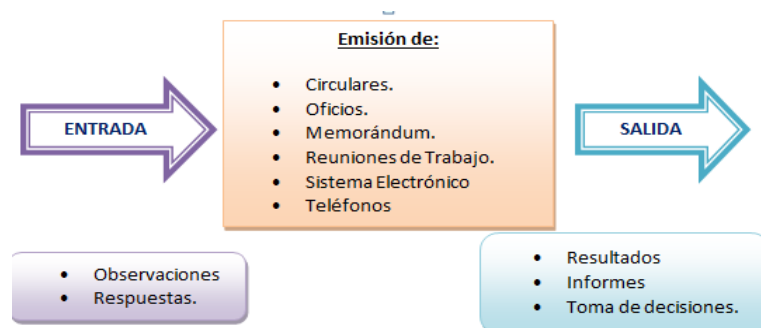 Emisión de:
• Circulares.
• Oficios.
• Memorándum.
• Reuniones de Trabajo.
• Sistema Electrónico
• Teléfonos
ENTRADA
SALIDA
• Observaciones
• Respuestas.
• Resultados
• Informes
• Toma de decisiones.